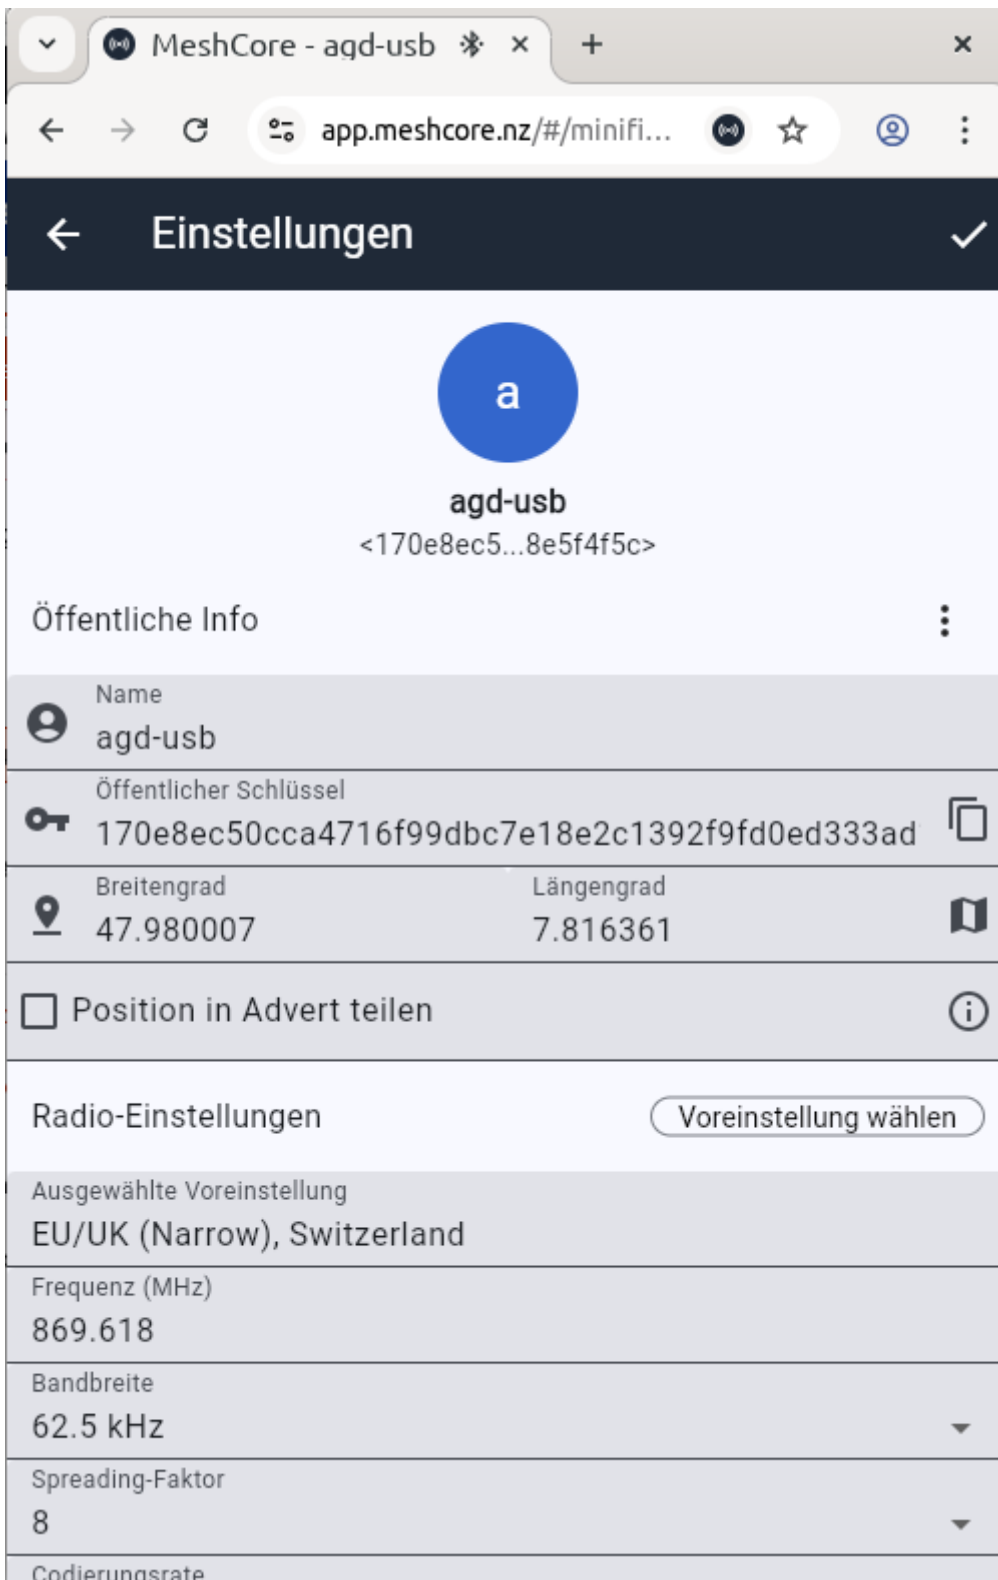 MeshCore - agd-usb
app.meshcore.nz/#/minifi...
Einstellungen
a
agd-usb
<170e8ec5...8e5f4f5c>
Öffentliche Info
Name
agd-usb
Öffentlicher Schlüssel
170e8ec50cca4716f99dbc7e18e2c1392f9fd0ed333ad
Breitengrad Längengrad
47.980007 7.816361
Position in Advert teilen
Radio-Einstellungen Voreinstellung wählen
Ausgewählte Voreinstellung
EU/UK (Narrow), Switzerland
Frequenz (MHz)
869.618
Bandbreite
62.5 kHz
Spreading-Faktor
8
Codierungsrate